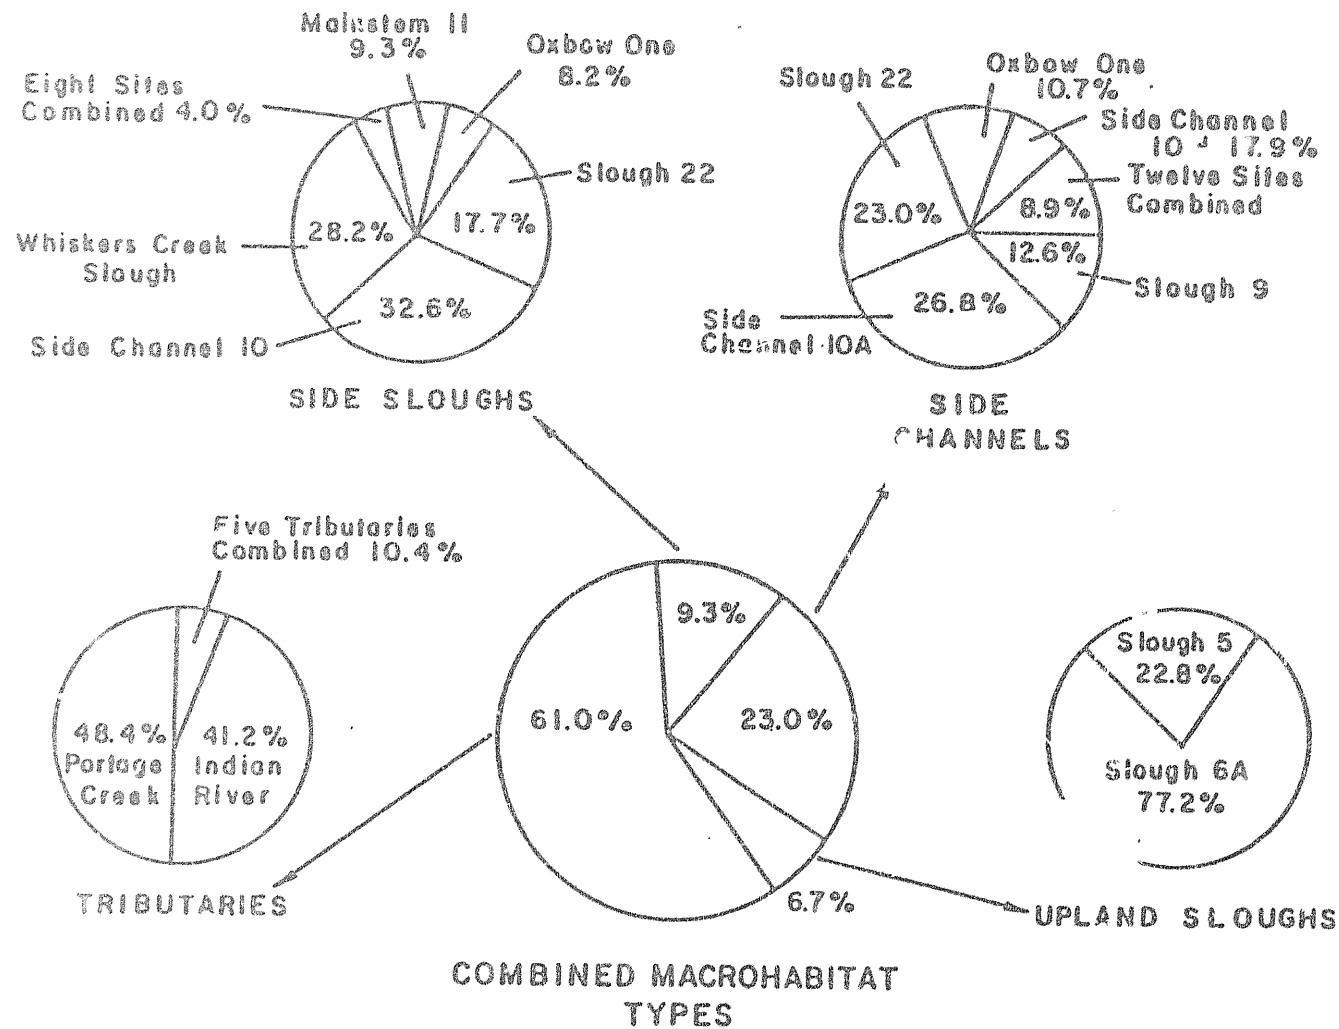 Mainstem II
9.3%
Oxbow One
8.2%
Eight Sites
Combined 4.0%
Slough 22
17.7%
28.2%
Whiskers Creek
Slough
32.6%
Side Channel 10
SIDE SLOUGHS
Slough 22
Oxbow One
10.7%
Side Channel
10 17.9%
Twelve Sites
Combined
8.9%
23.0%
12.6%
Slough 9
26.8%
Side
Channel 10A
SIDE
CHANNELS
Five Tributaries
Combined 10.4%
48.4%
Portage
Creek
41.2%
Indian
River
TRIBUTARIES
9.3%
61.0%
23.0%
6.7%
Slough 5
22.8%
Slough 6A
77.2%
UPLAND SLOUGHS
COMBINED MACROHABITAT
TYPES